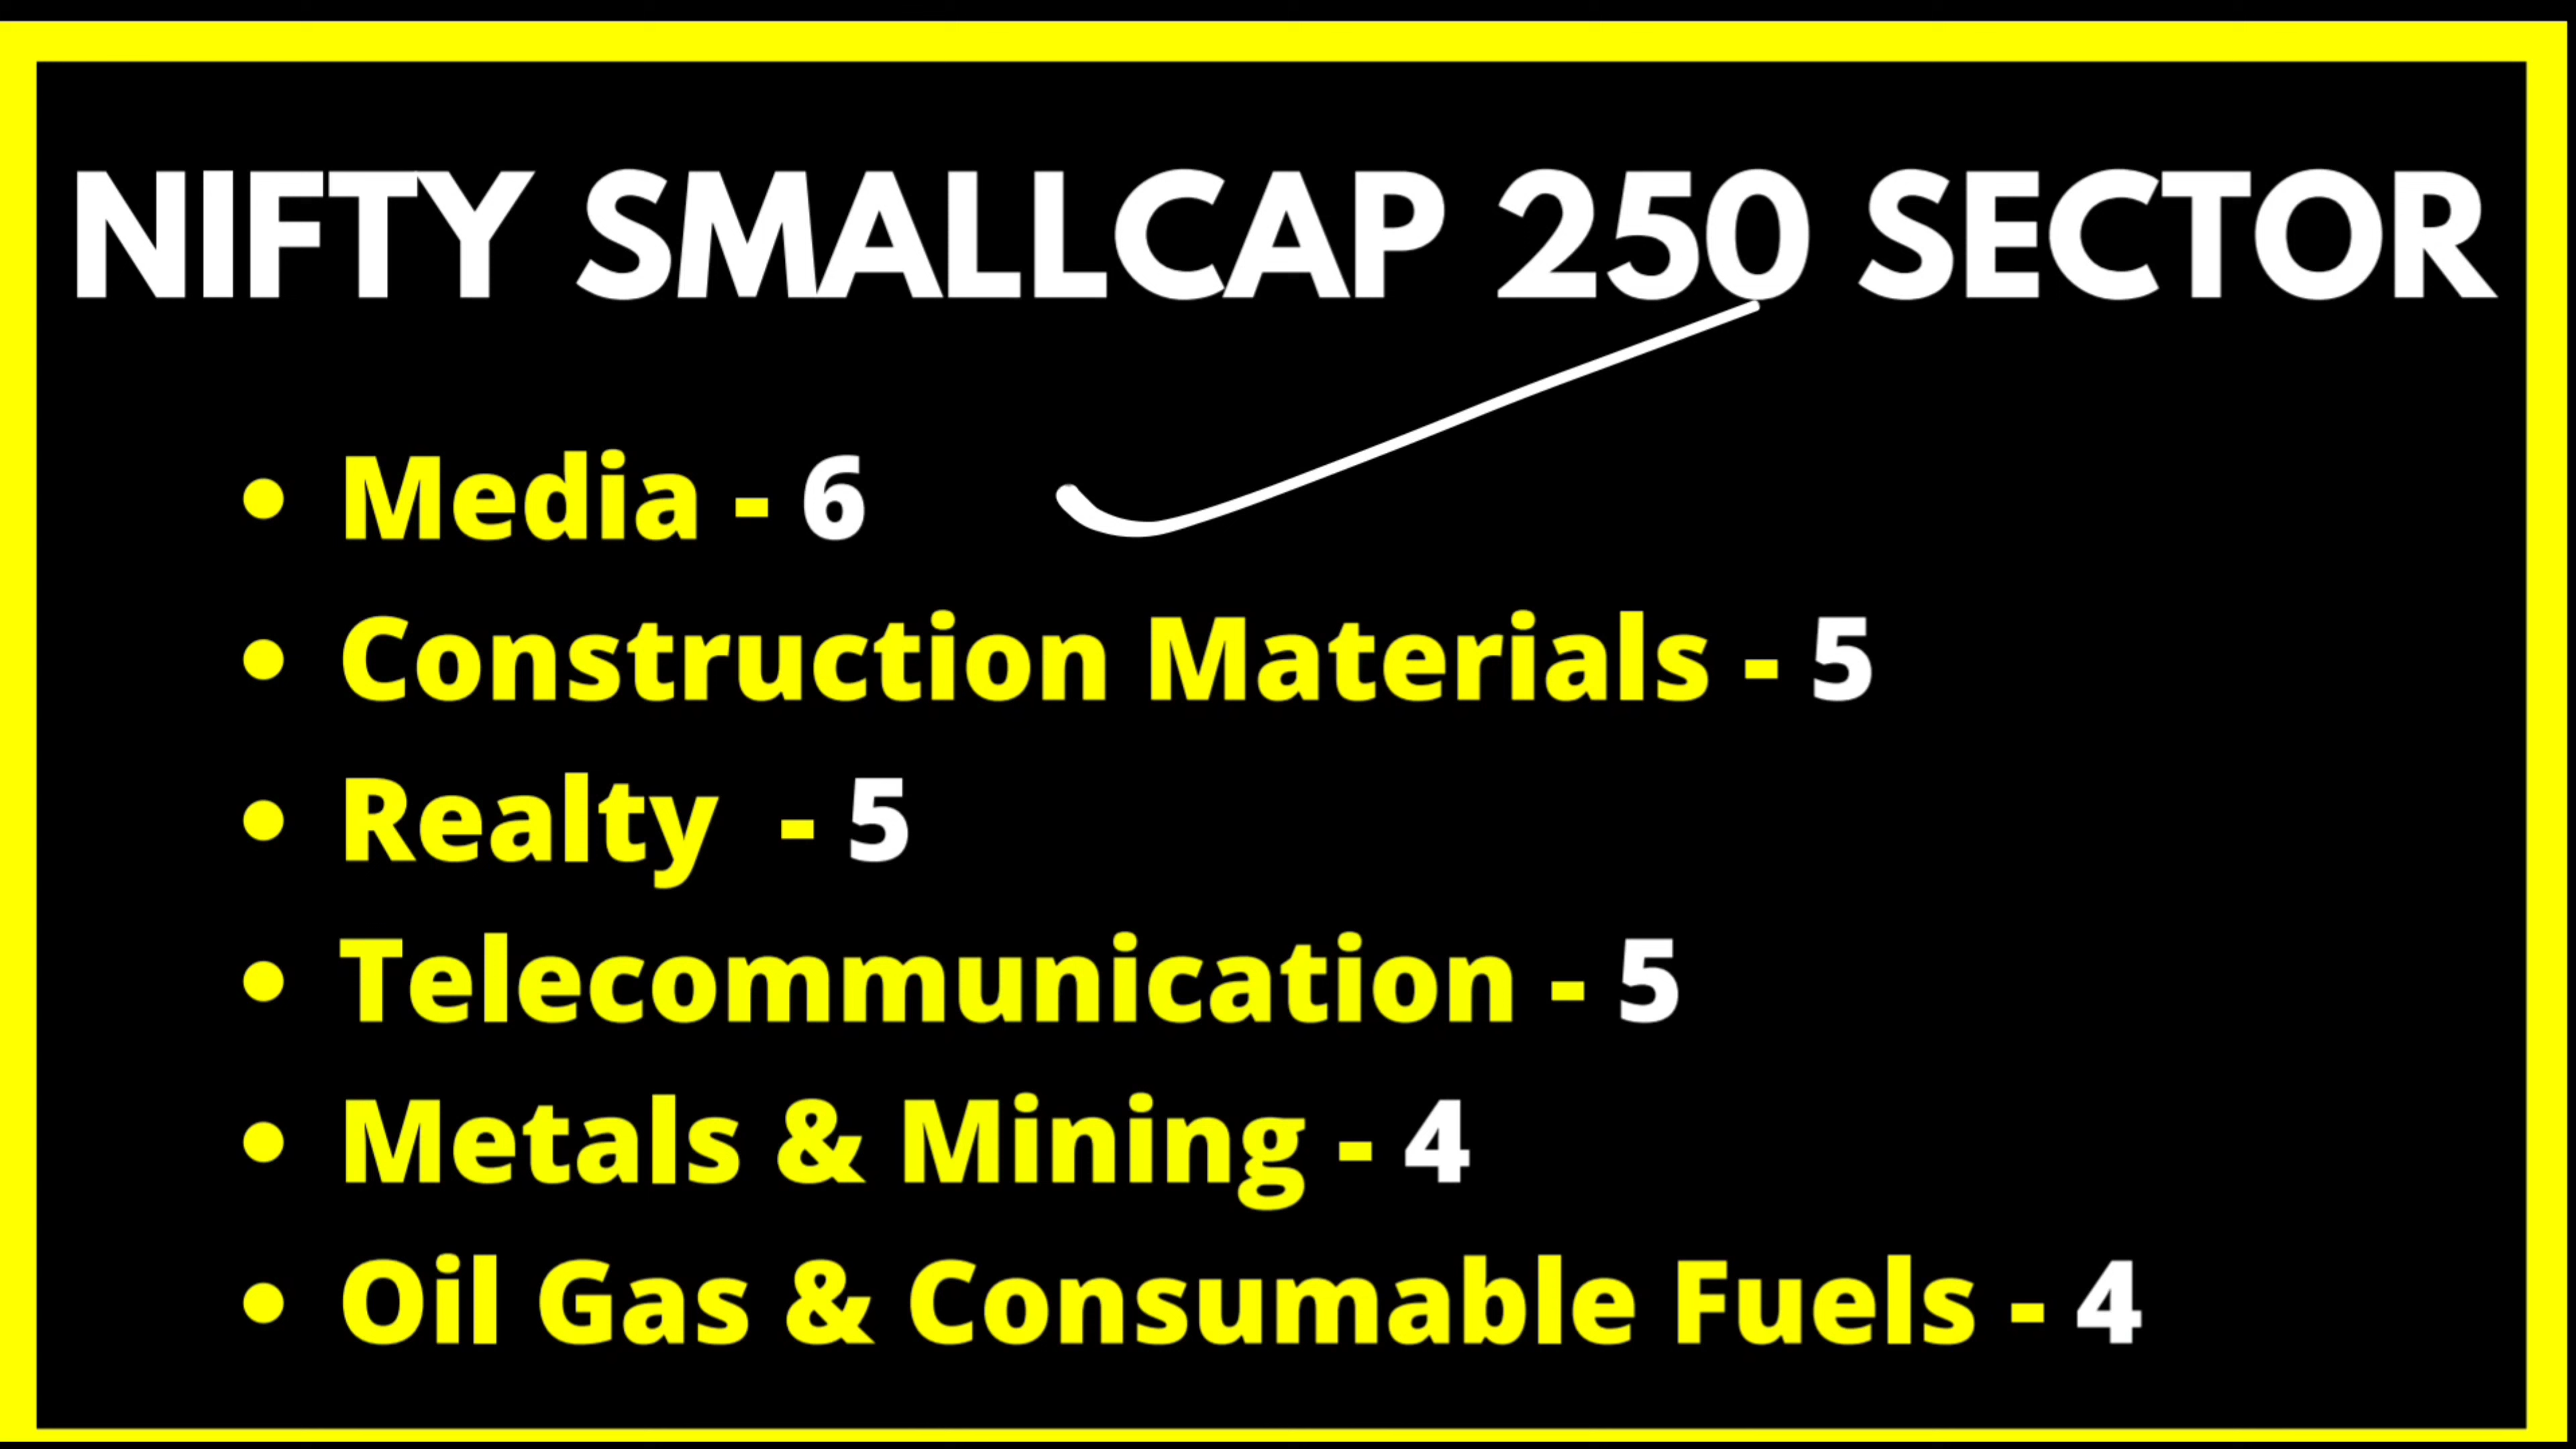 NIFTY SMALLCAP 250 SECTOR
• Media - 6
• Construction Materials - 5
• Realty - 5
• Telecommunication - 5
• Metals & Mining - 4
• Oil Gas & Consumable Fuels - 4